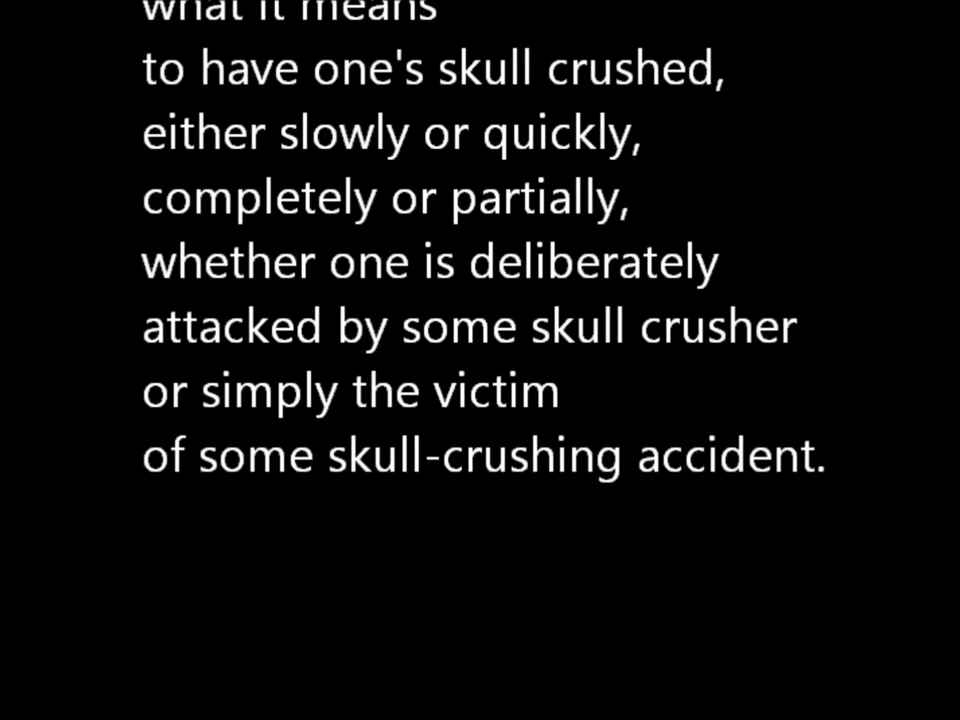 what it means
to have one's skull crushed,
either slowly or quickly,
completely or partially,
whether one is deliberately
attacked by some skull crusher
or simply the victim
of some skull-crushing accident.